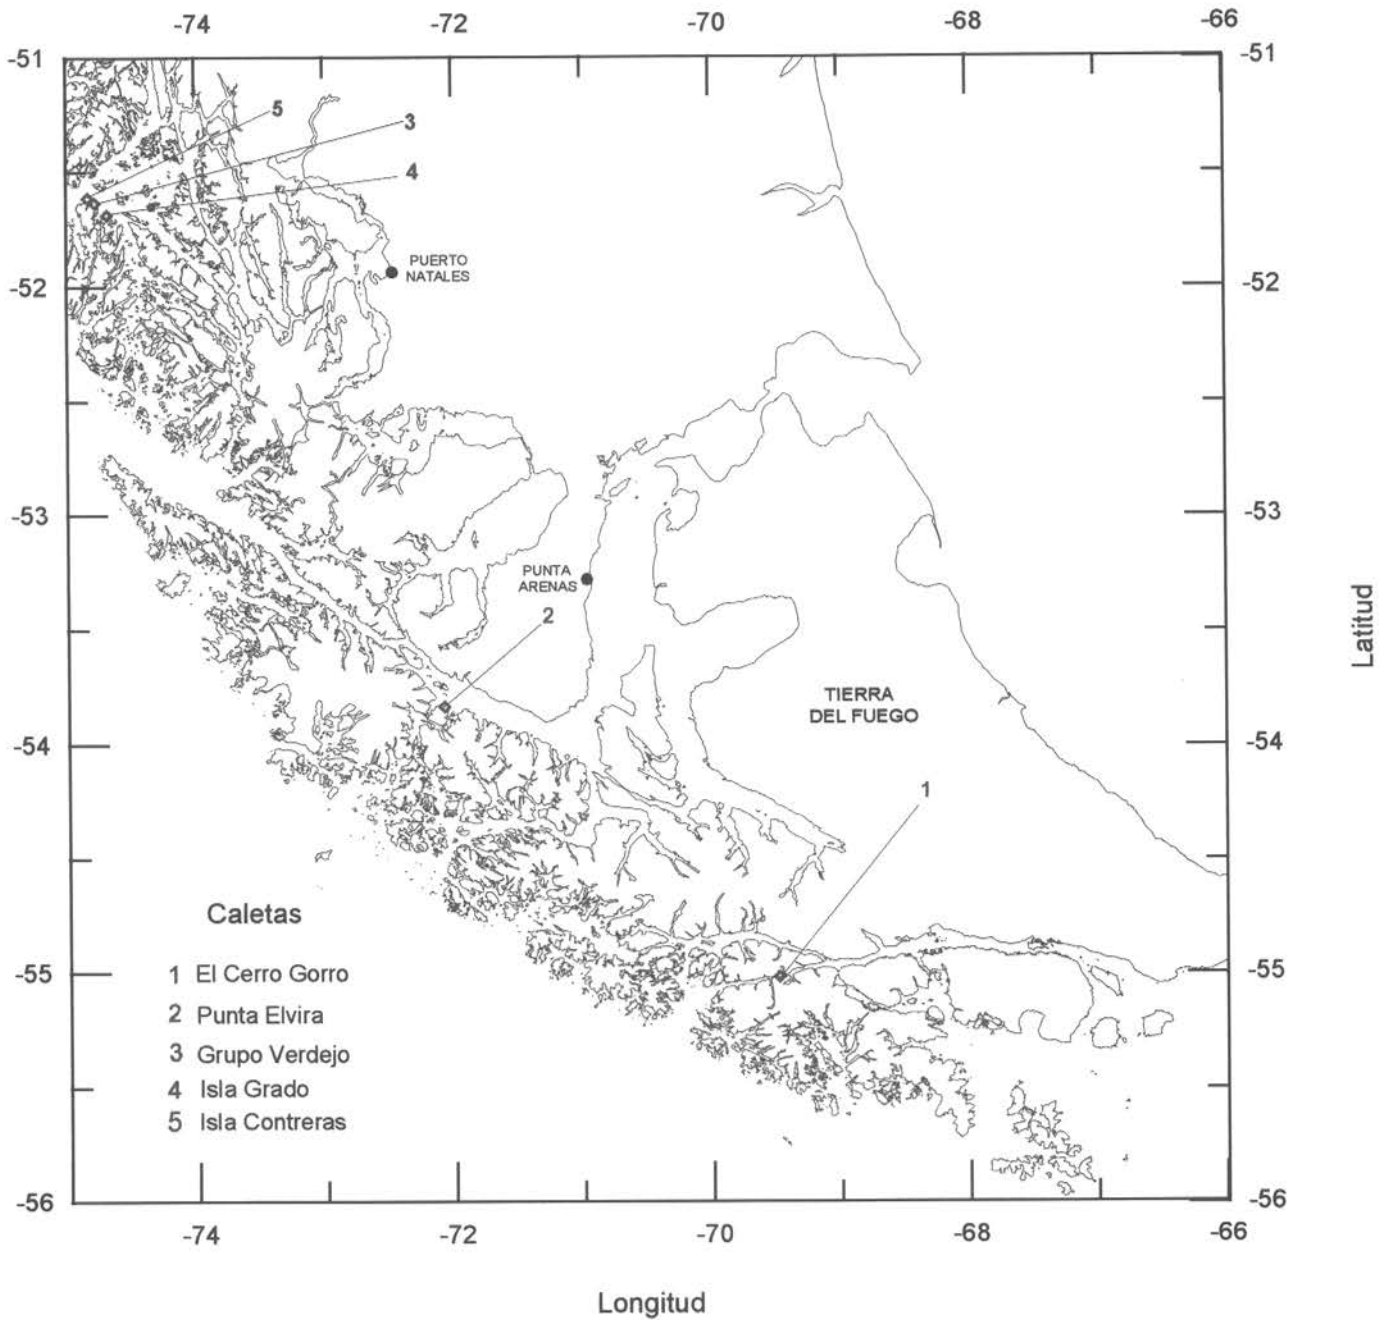 -74 -72 -70 -68 -66
-51 -51
5
3
4
PUERTO
NATALES
-52 -52
-53 -53
PUNTA
ARENAS
2
Latitud
TIERRA
DEL FUEGO
-54 -54
1
Caletas
-55 -55
1 El Cerro Gorro
2 Punta Elvira
3 Grupo Verdejo
4 Isla Grado
5 Isla Contreras
-56 -56
-74 -72 -70 -68 -66
Longitud